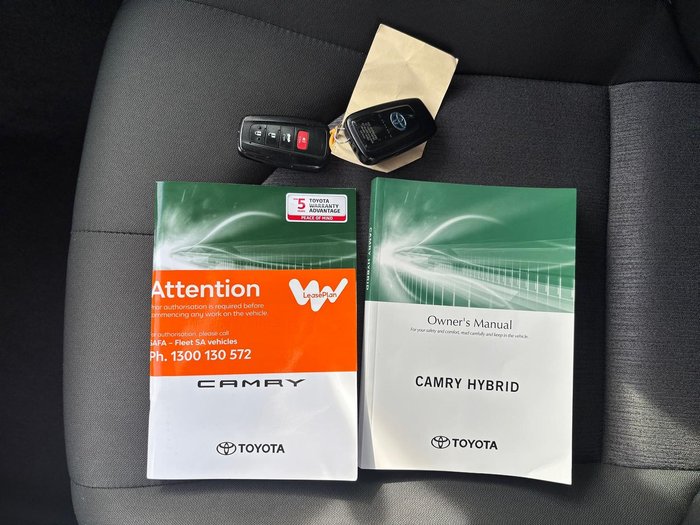 5
TOYOTA
WARRANTY
ADVANTAGE
PEACE OF MIND
Attention
LeasePlan
authorisation is required before
commencing any work on the vehicle.
authorisation, please call
SAFA – Fleet SA vehicles
Ph. 1300 130 572
CAMRY
TOYOTA
CAMRY HYBRID
Owner's Manual
For your safety and comfort, read carefully and keep in the vehicle.
CAMRY HYBRID
TOYOTA